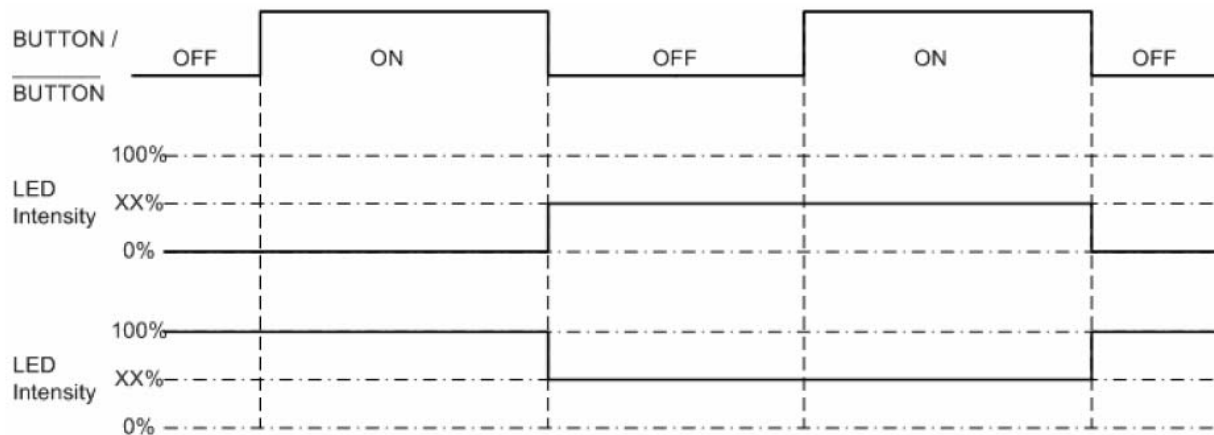 BUTTON /
BUTTON
OFF ON OFF ON OFF
100%
LED
Intensity
XX%
0%
100%
LED
Intensity
XX%
0%